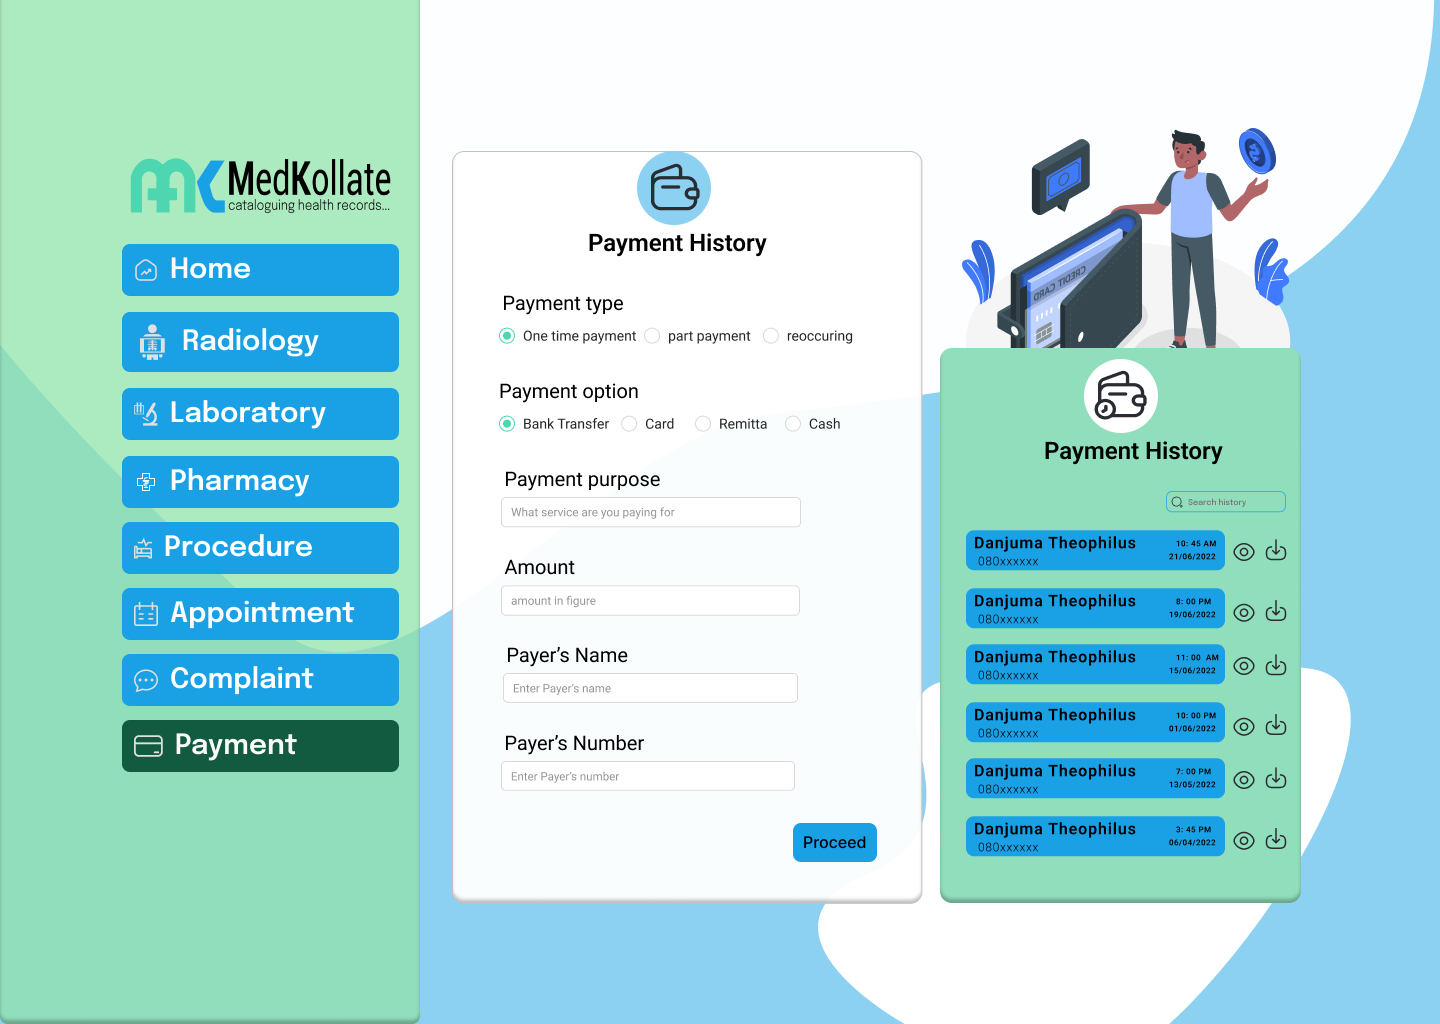 MedKollate
cataloguing health records...
Home
Radiology
Laboratory
Pharmacy
Procedure
Appointment
Complaint
Payment
Payment History
Payment type
One time payment part payment reoccuring
Payment option
Bank Transfer Card Remitta Cash
Payment purpose
What service are you paying for
Amount
amount in figure
Payer's Name
Enter Payer's name
Payer's Number
Enter Payer's number
Proceed
CREDIT CARD
Payment History
Search history
Danjuma Theophilus 10: 45 AM
080xxxxxx 21/06/2022
Danjuma Theophilus 8: 00 PM
080xxxxxx 19/06/2022
Danjuma Theophilus 11: 00 AM
080xxxxxx 15/06/2022
Danjuma Theophilus 10: 00 PM
080xxxxxx 01/06/2022
Danjuma Theophilus 7: 00 PM
080xxxxxx 13/05/2022
Danjuma Theophilus 3: 45 PM
080xxxxxx 06/04/2022